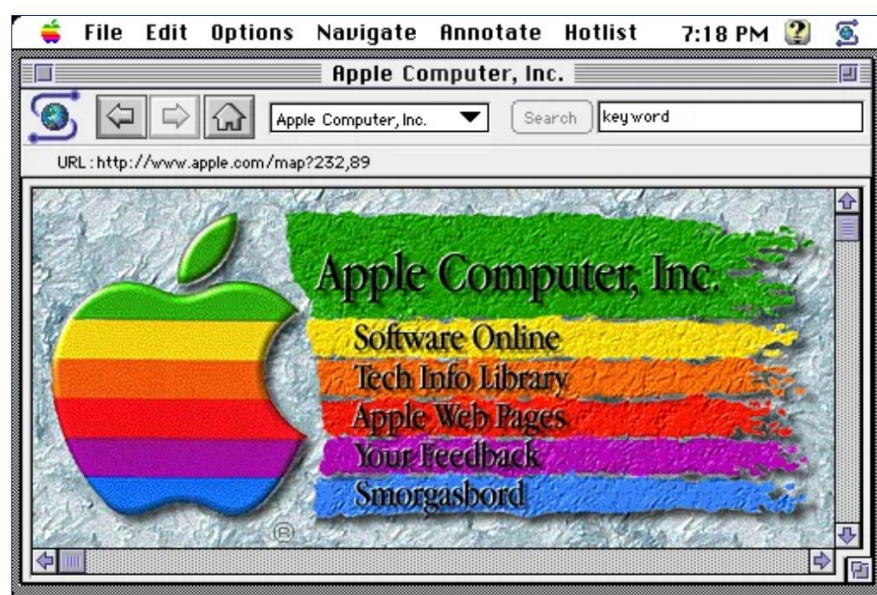 File Edit Options Navigate Annotate Hotlist 7:18 PM ?
Apple Computer, Inc.
Apple Computer, Inc. Search keyword
URL:http://www.apple.com/map?232,89
Apple Computer, Inc.
Software Online
Tech Info Library
Apple Web Pages
Your Feedback
Smorgasbord
®